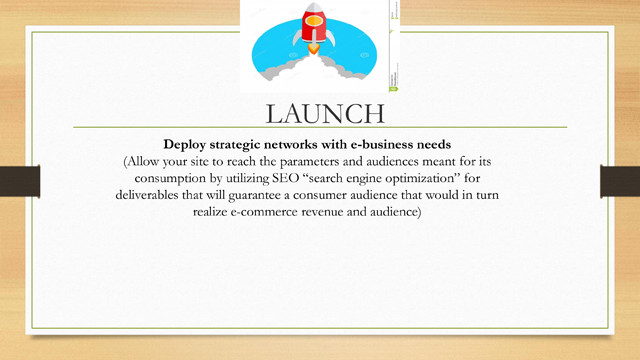 LAUNCH
Deploy strategic networks with e-business needs
(Allow your site to reach the parameters and audiences meant for its
consumption by utilizing SEO “search engine optimization” for
deliverables that will guarantee a consumer audience that would in turn
realize e-commerce revenue and audience)